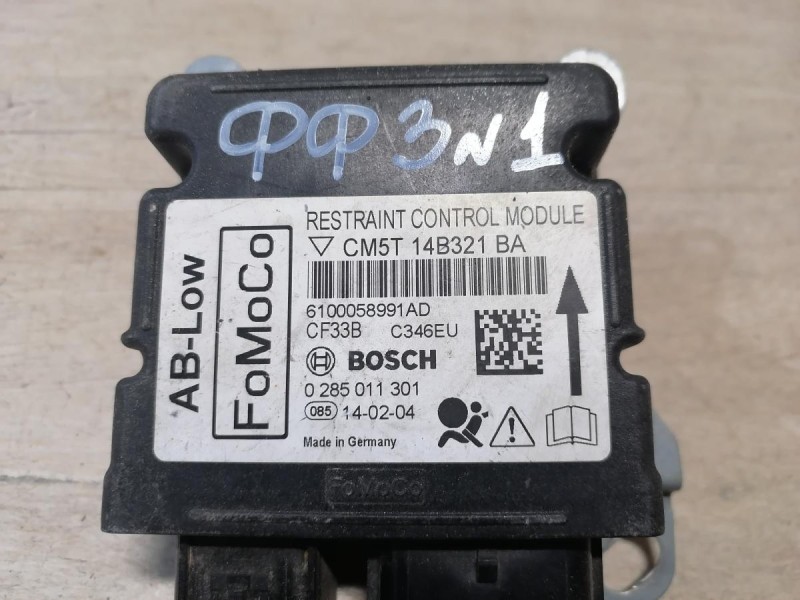 ФФ3 N1
AB-Low
FoMoCo
RESTRAINT CONTROL MODULE
CM5T 14B321 BA
6100058991AD
CF33B C346EU
BOSCH
0 285 011 301
085 14-02-04
Made in Germany
FoMoCo